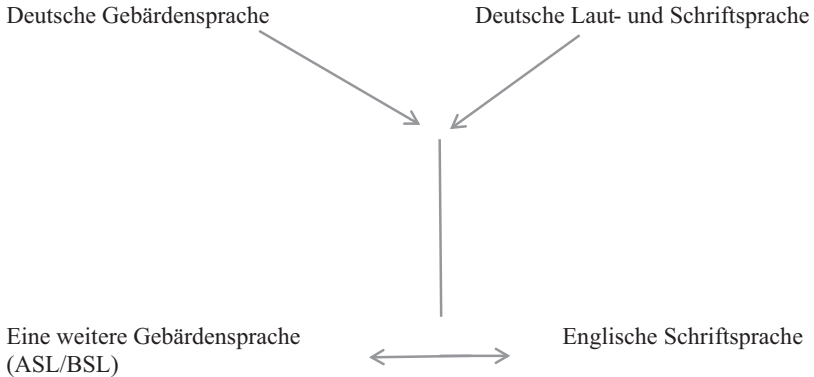 Deutsche Gebärdensprache
Deutsche Laut- und Schriftsprache
Eine weitere Gebärdensprache
(ASL/BSL)
Englische Schriftsprache